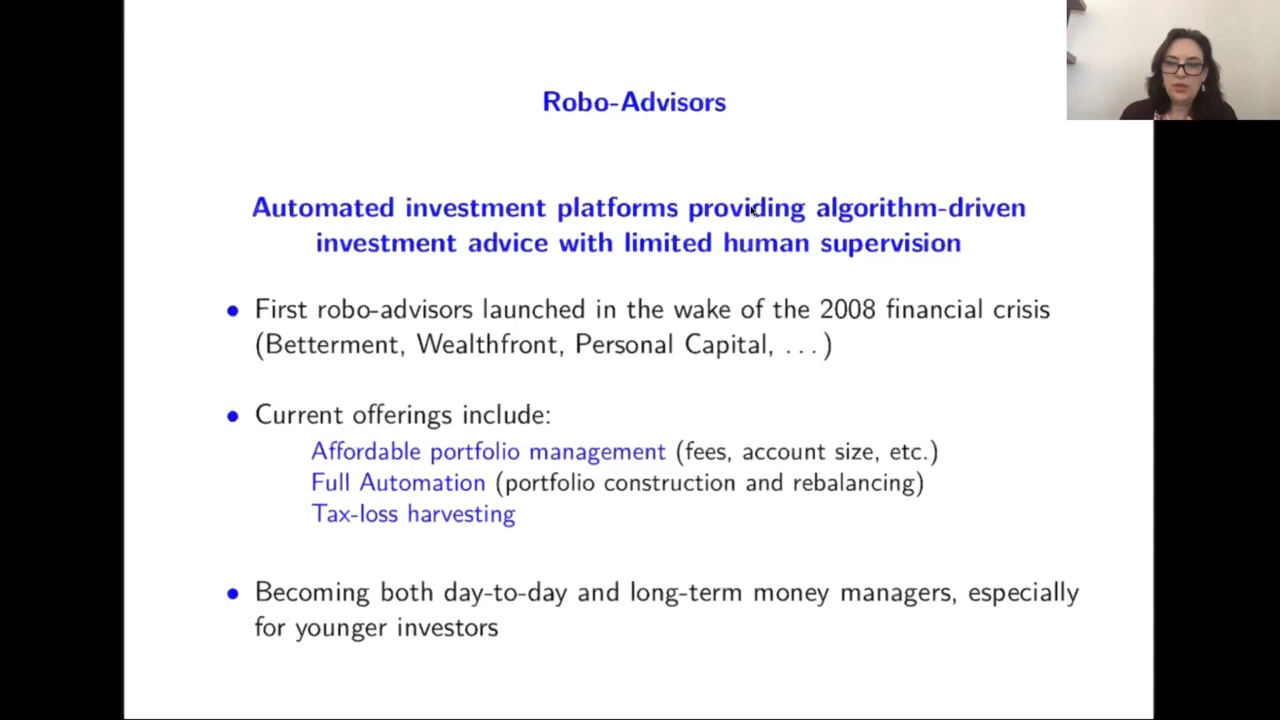 Robo-Advisors
Automated investment platforms providing algorithm-driven
investment advice with limited human supervision
• First robo-advisors launched in the wake of the 2008 financial crisis
(Betterment, Wealthfront, Personal Capital, . . . )
• Current offerings include:
Affordable portfolio management (fees, account size, etc.)
Full Automation (portfolio construction and rebalancing)
Tax-loss harvesting
• Becoming both day-to-day and long-term money managers, especially
for younger investors